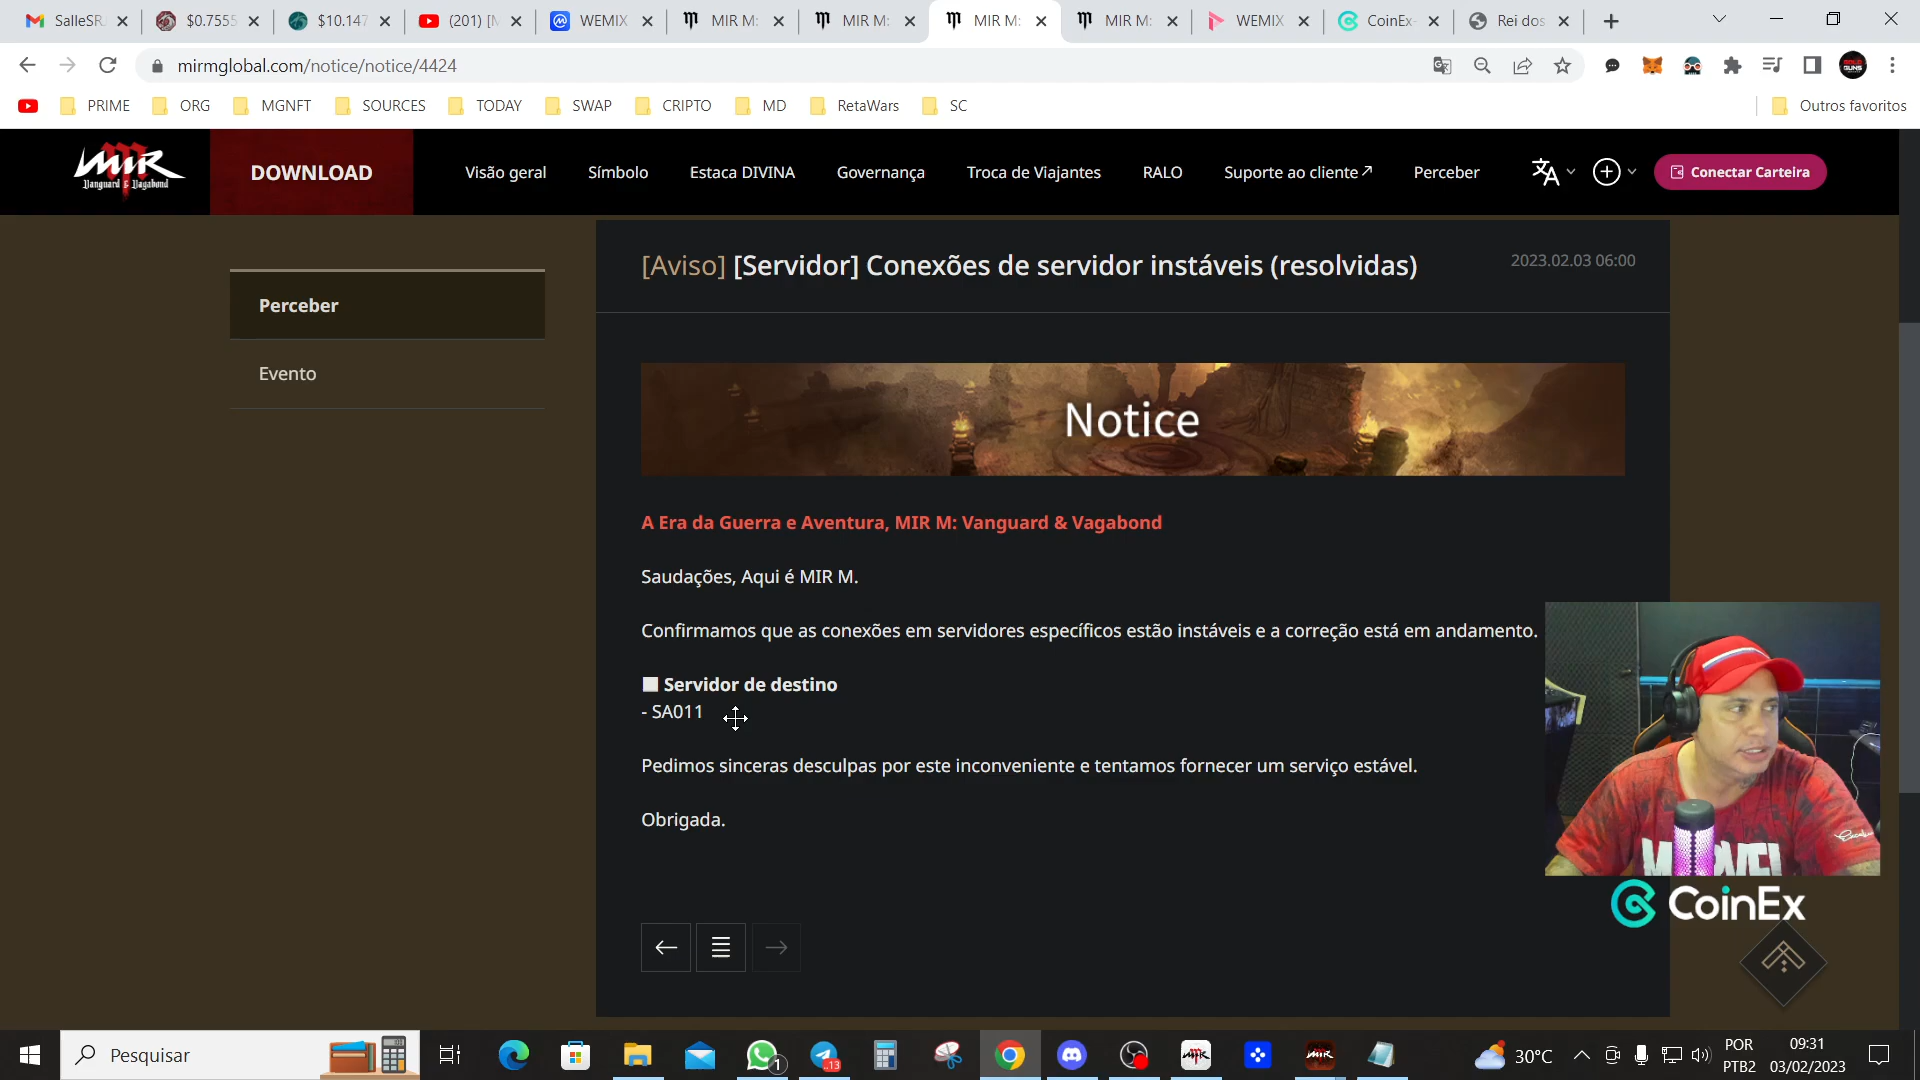 SalleSR.
$0.7555
$10.147
(201) [M
WEMIX
MIR M:
MIR M:
MIR M:
MIR M:
WEMIX
CoinEx-
Rei dos
mirmglobal.com/notice/notice/4424
PRIME
ORG
MGNFT
SOURCES
TODAY
SWAP
CRIPTO
MD
RetaWars
SC
Outros favoritos
MIR
Vanguard & Vagabond
DOWNLOAD
Visão geral
Símbolo
Estaca DIVINA
Governança
Troca de Viajantes
RALO
Suporte ao cliente
Perceber
Conectar Carteira
Perceber
Evento
[Aviso] [Servidor] Conexões de servidor instáveis (resolvidas)
2023.02.03 06:00
Notice
A Era da Guerra e Aventura, MIR M: Vanguard & Vagabond
Saudações, Aqui é MIR M.
Confirmamos que as conexões em servidores específicos estão instáveis e a correção está em andamento.
Servidor de destino
- SA011
Pedimos sinceras desculpas por este inconveniente e tentamos fornecer um serviço estável.
Obrigada.
MARVEL
CoinEx
Pesquisar
1
13
30°C
POR
PTB2
09:31
03/02/2023